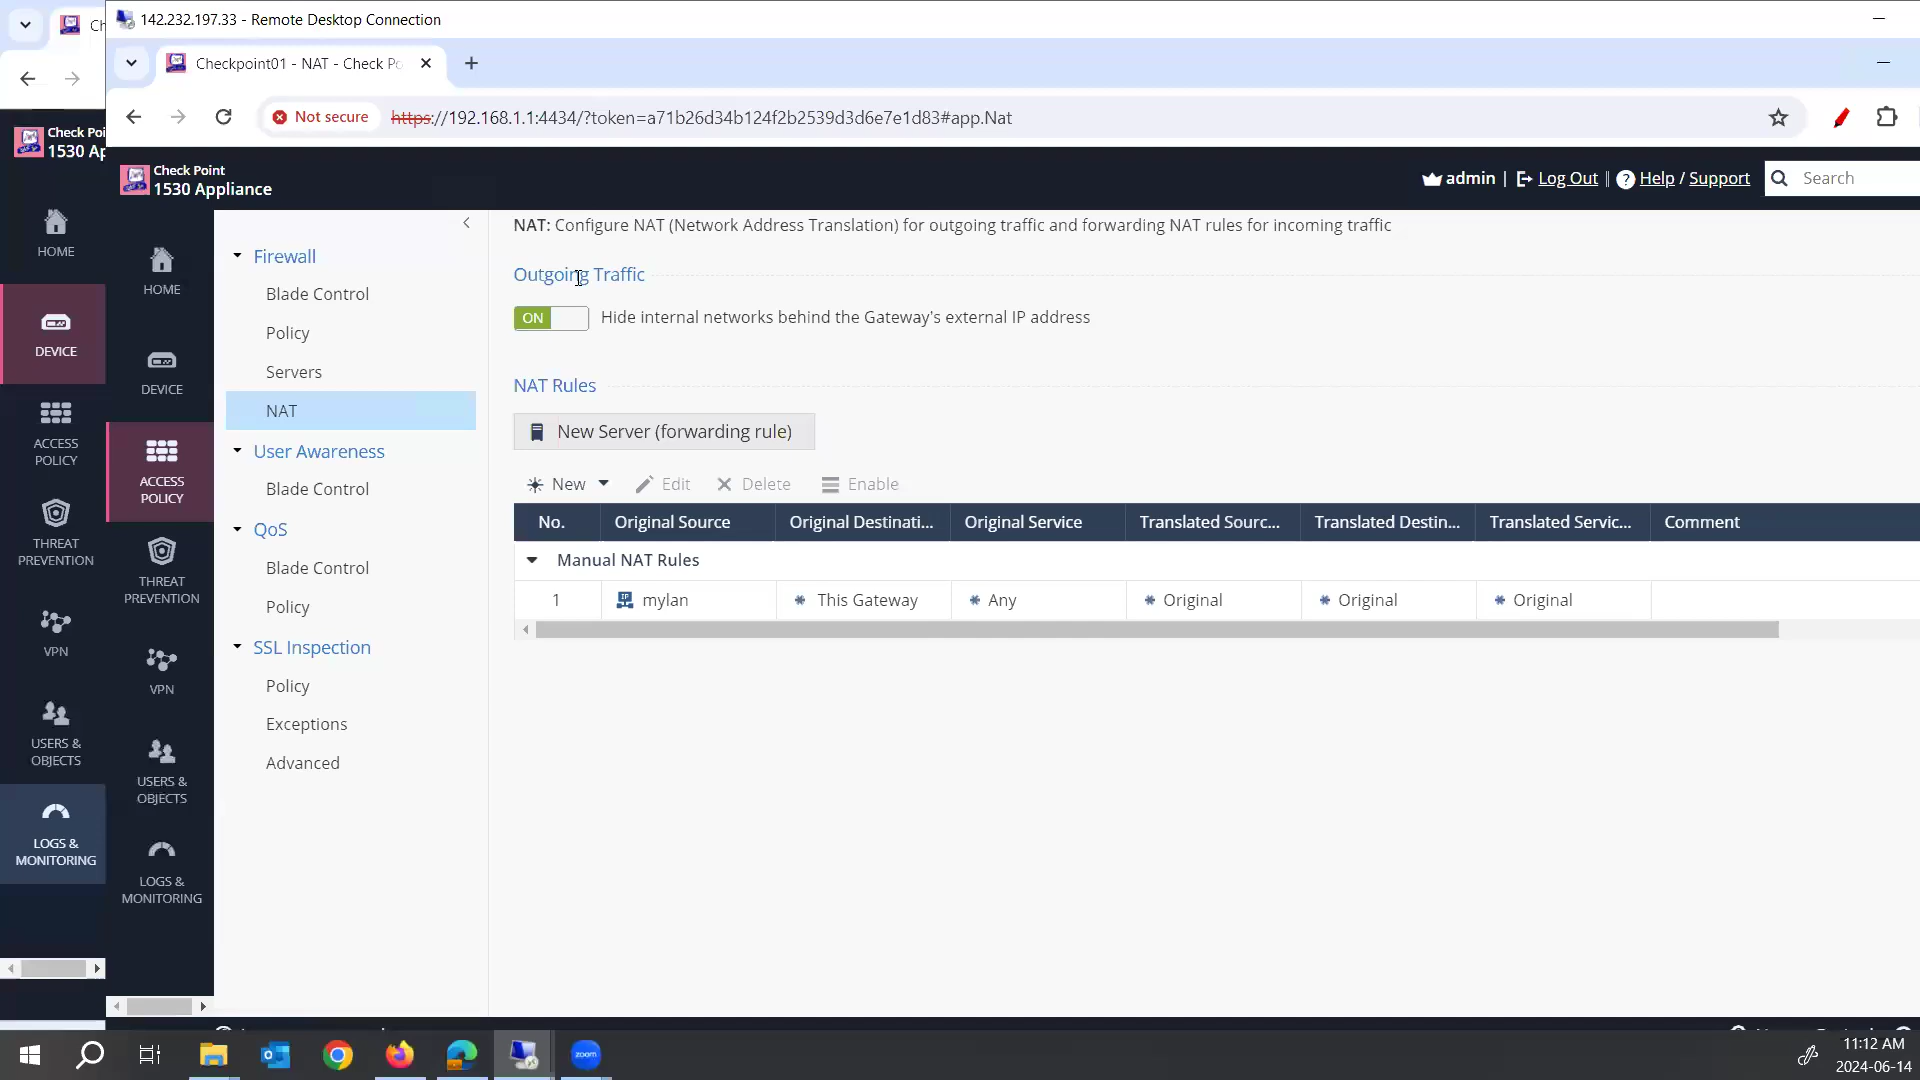 142.232.197.33 - Remote Desktop Connection
Ch
Checkpoint01 - NAT - Check Po
Not secure
https://192.168.1.1:4434/?token=a71b26d34b124f2b2539d3d6e7e1d83#app.Nat
Check Poi
1530 Ap
Check Point
1530 Appliance
admin | Log Out | Help / Support
Search
HOME
DEVICE
ACCESS
POLICY
THREAT
PREVENTION
VPN
USERS &
OBJECTS
LOGS &
MONITORING
HOME
DEVICE
ACCESS
POLICY
THREAT
PREVENTION
VPN
USERS &
OBJECTS
LOGS &
MONITORING
Firewall
Blade Control
Policy
Servers
NAT
User Awareness
Blade Control
QoS
Blade Control
Policy
SSL Inspection
Policy
Exceptions
Advanced
NAT: Configure NAT (Network Address Translation) for outgoing traffic and forwarding NAT rules for incoming traffic
Outgoing Traffic
ON Hide internal networks behind the Gateway's external IP address
NAT Rules
New Server (forwarding rule)
New Edit Delete Enable
No. Original Source Original Destinati... Original Service Translated Sourc... Translated Destin... Translated Servic... Comment
Manual NAT Rules
1 mylan This Gateway Any Original Original Original
zoom
11:12 AM
2024-06-14